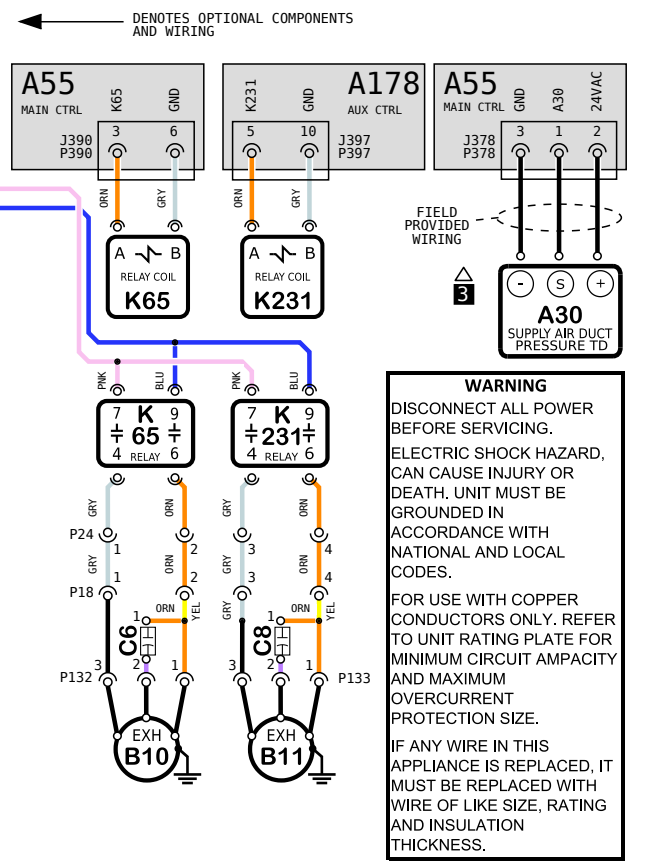 DENOTES OPTIONAL COMPONENTS
AND WIRING
A55
MAIN CTRL
K65
GND
3
6
J390
P390
A178
AUX CTRL
K231
GND
5
10
J397
P397
A55
MAIN CTRL
GND
A30
24VAC
3
1
2
J378
P378
ORN
GRY
ORN
GRY
FIELD
PROVIDED
WIRING
A
B
RELAY COIL
K65
A
B
RELAY COIL
K231
3
-
S
+
A30
SUPPLY AIR DUCT
PRESSURE TD
PNK
BLU
PNK
BLU
7 K 9
65
4 RELAY 6
7 K 9
231
4 RELAY 6
GRY
ORN
GRY
ORN
P24
1
2
3
4
GRY
ORN
GRY
ORN
P18
1
2
3
4
ORN
YEL
GRY
ORN
YEL
1
C6
2
1
C8
2
P132
3
1
3
1
P133
EXH
B10
EXH
B11
WARNING
DISCONNECT ALL POWER
BEFORE SERVICING.
ELECTRIC SHOCK HAZARD,
CAN CAUSE INJURY OR
DEATH. UNIT MUST BE
GROUNDED IN
ACCORDANCE WITH
NATIONAL AND LOCAL
CODES.
FOR USE WITH COPPER
CONDUCTORS ONLY. REFER
TO UNIT RATING PLATE FOR
MINIMUM CIRCUIT AMPACITY
AND MAXIMUM
OVERCURRENT
PROTECTION SIZE.
IF ANY WIRE IN THIS
APPLIANCE IS REPLACED, IT
MUST BE REPLACED WITH
WIRE OF LIKE SIZE, RATING
AND INSULATION
THICKNESS.